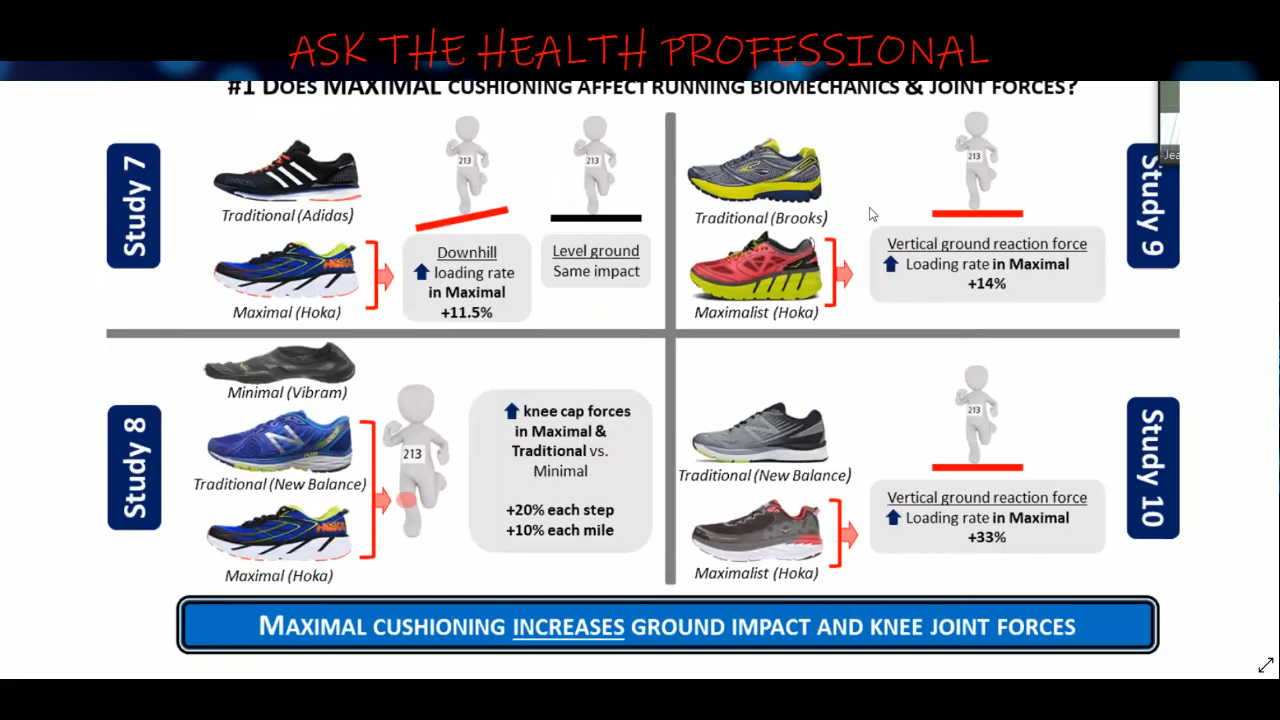 ASK THE HEALTH PROFESSIONAL
#1 DOES MAXIMAL CUSHIONING AFFECT RUNNING BIOMECHANICS & JOINT FORCES?
Study 7
Traditional (Adidas)
Maximal (Hoka)
213
213
Downhill
loading rate
in Maximal
+11.5%
Level ground
Same impact
Study 9
Traditional (Brooks)
Maximalist (Hoka)
213
Vertical ground reaction force
Loading rate in Maximal
+14%
Jea
Study 8
Minimal (Vibram)
Traditional (New Balance)
Maximal (Hoka)
213
knee cap forces
in Maximal &
Traditional vs.
Minimal
+20% each step
+10% each mile
Study 10
Traditional (New Balance)
Maximalist (Hoka)
213
Vertical ground reaction force
Loading rate in Maximal
+33%
MAXIMAL CUSHIONING INCREASES GROUND IMPACT AND KNEE JOINT FORCES